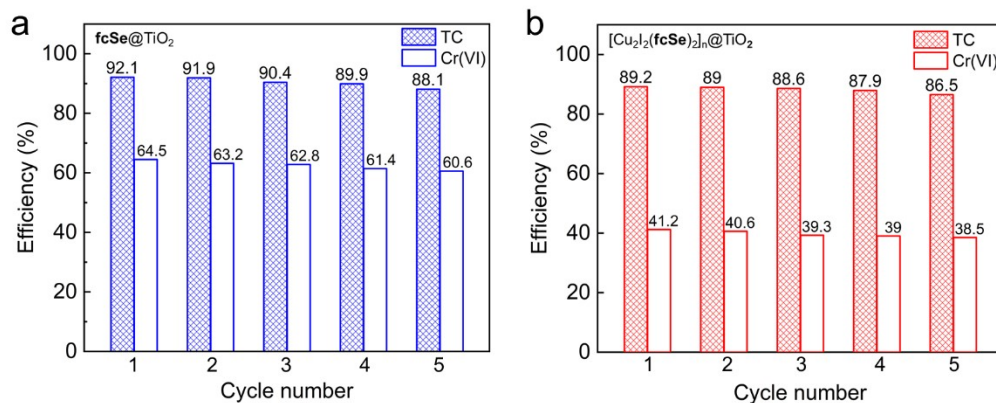 a
fcSe@TiO₂
TC
Cr(VI)
Efficiency (%)
100
80
60
40
20
0
92.1
64.5
91.9
63.2
90.4
62.8
89.9
61.4
88.1
60.6
1 2 3 4 5
Cycle number
b
[Cu₂I₂(fcSe)₂]ₙ@TiO₂
TC
Cr(VI)
Efficiency (%)
100
80
60
40
20
0
89.2
41.2
89
40.6
88.6
39.3
87.9
39
86.5
38.5
1 2 3 4 5
Cycle number